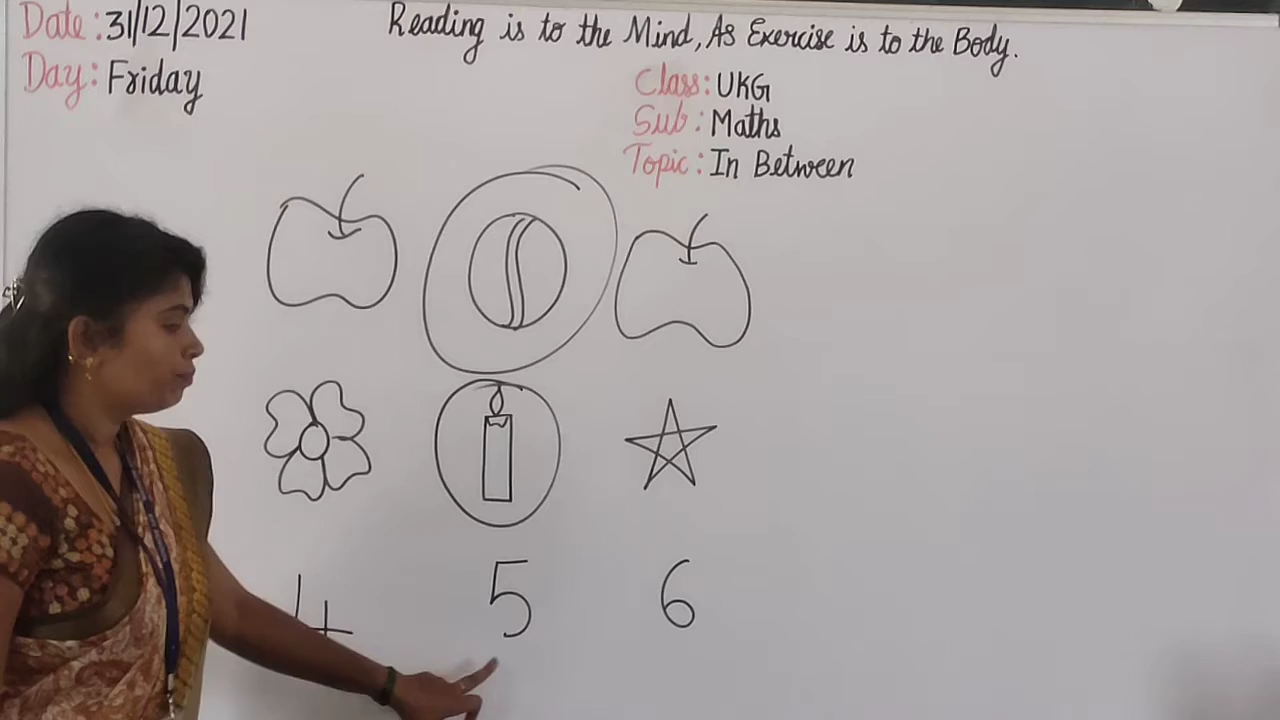 Date: 31/12/2021
Reading is to the Mind, As Exercise is to the Body.
Day: Friday
Class: UKG
Sub: Maths
Topic: In Between
4 5 6